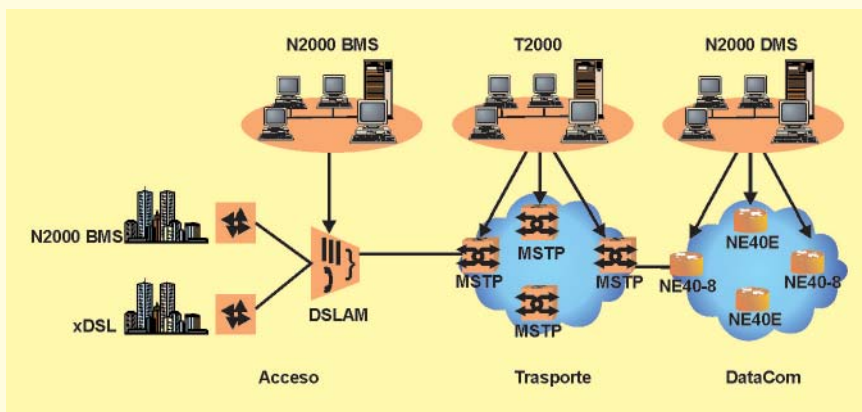 N2000 BMS
T2000
N2000 DMS
N2000 BMS
xDSL
DSLAM
MSTP
MSTP
MSTP
MSTP
NE40E
NE40-8
NE40-8
NE40E
Acceso
Trasporte
DataCom